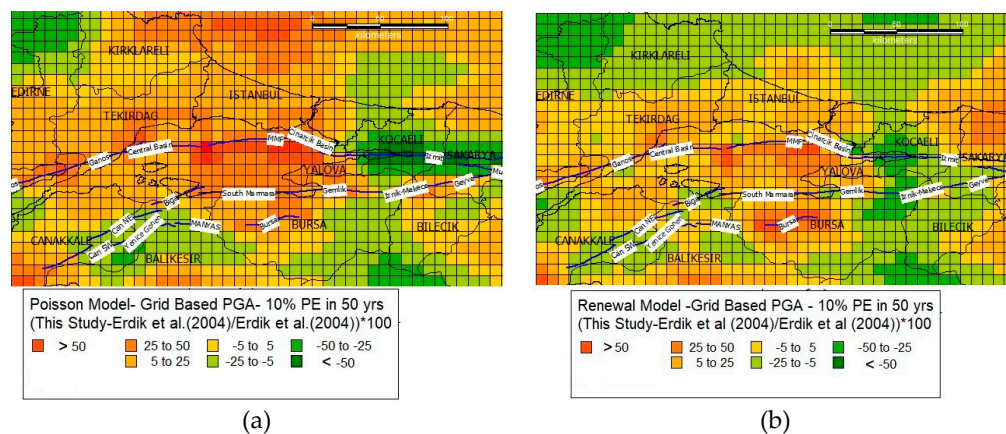 0 50 100
kilometers
KIRKLARELI
EDIRNE
ISTANBUL
TEKIRDAG
KOCAELI
Cinarcik Basin
MMF
Central Basin
Izmit
SAKARYA
Ganos
YALOVA
South Marmara
Gemlik
Iznik-Mekece
Geyve
Biga
Can NE
MANYAS
Bursa
BURSA
BILECIK
CANAKKALE
Can SW
Yenice Gonen
BALIKESIR
Poisson Model- Grid Based PGA- 10% PE in 50 yrs
(This Study-Erdik et al.(2004)/Erdik et al.(2004))*100
> 50 25 to 50 -5 to 5 -50 to -25
5 to 25 -25 to -5 < -50
(a)
kilometers
KIRKLARELI
EDIRNE
ISTANBUL
TEKIRDAG
KOCAELI
Cinarcik Basin
MMF
Central Basin
Izmit
SAKARYA
Ganos
YALOVA
South Marmara
Gemlik
Iznik-Mekece
Geyve
Biga
Can NE
MANYAS
Bursa
BURSA
BILECIK
CANAKKALE
Can SW
Yenice Gonen
BALIKESIR
Renewal Model -Grid Based PGA - 10% PE in 50 yrs
(This Study-Erdik et al (2004)/Erdik et al (2004))*100
> 50 25 to 50 -5 to 5 -50 to -25
5 to 25 -25 to -5 < -50
(b)